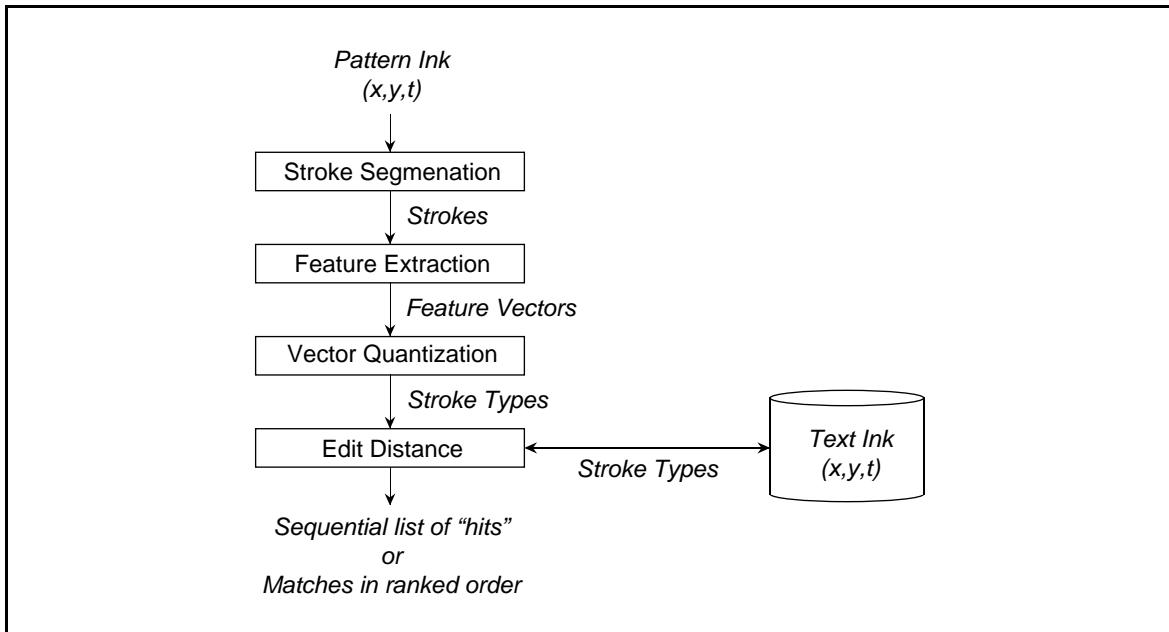 Pattern Ink
(x,y,t)
Stroke Segmenation
Strokes
Feature Extraction
Feature Vectors
Vector Quantization
Stroke Types
Edit Distance
Stroke Types
Text Ink
(x,y,t)
Sequential list of “hits”
or
Matches in ranked order